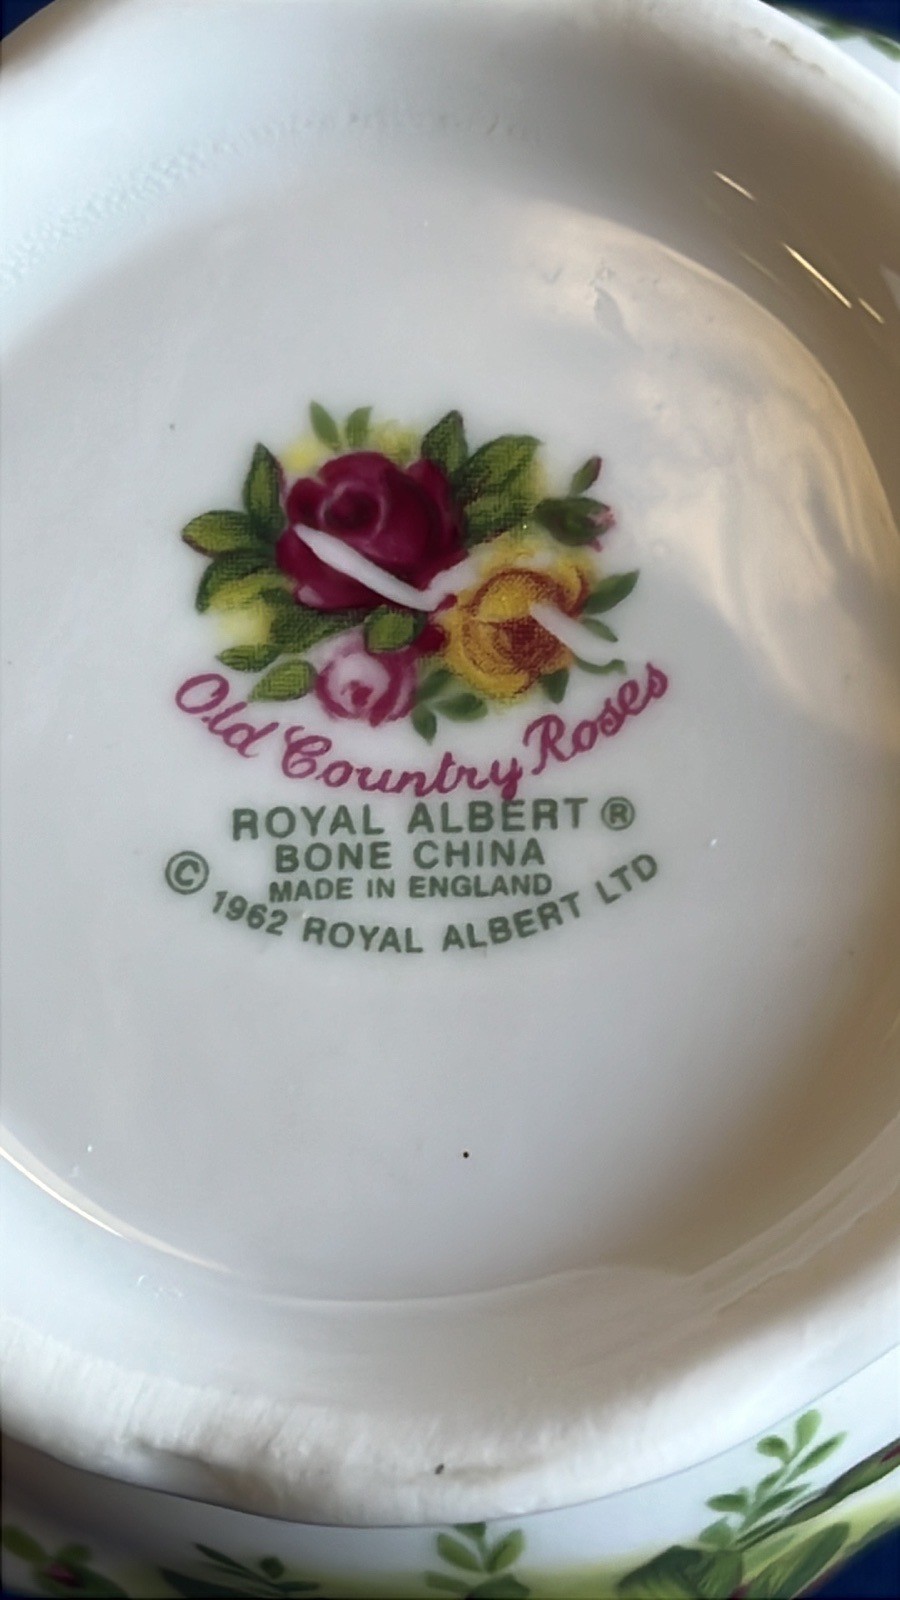 Old Country Roses
ROYAL ALBERT ®
BONE CHINA
MADE IN ENGLAND
© 1962 ROYAL ALBERT LTD